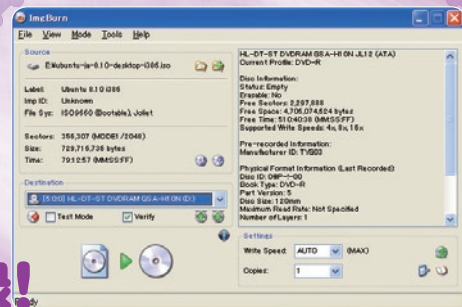 ImgBurn
File View Mode Tools Help
Source
E:\ubuntu-ja-8.10-desktop-i386.iso
Label: Ubuntu 8.10 i386
Imp ID: Unknown
File Sys: ISO9660 (Bootable), Joliet
Sectors: 356,307 (MODE1/2048)
Size: 729,716,736 bytes
Time: 79:12:57 (MM:SS:FF)
Destination
[5:0:0] HL-DT-ST DVDRAM GSA-H10N (D:)
Test Mode Verify
HL-DT-ST DVDRAM GSA-H10N JL12 (ATA)
Current Profile: DVD-R
Disc Information:
Status: Empty
Erasable: No
Free Sectors: 2,297,888
Free Space: 4,706,074,624 bytes
Free Time: 510:40:38 (MM:SS:FF)
Supported Write Speeds: 4x, 8x, 16x
Pre-recorded Information:
Manufacturer ID: TYG03
Physical Format Information (Last Recorded):
Disc ID: 0W-I-00
Book Type: DVD-R
Part Version: 5
Disc Size: 120mm
Maximum Read Rate: Not Specified
Number of Layers: 1
Settings
Write Speed: AUTO (MAX)
Copies: 1